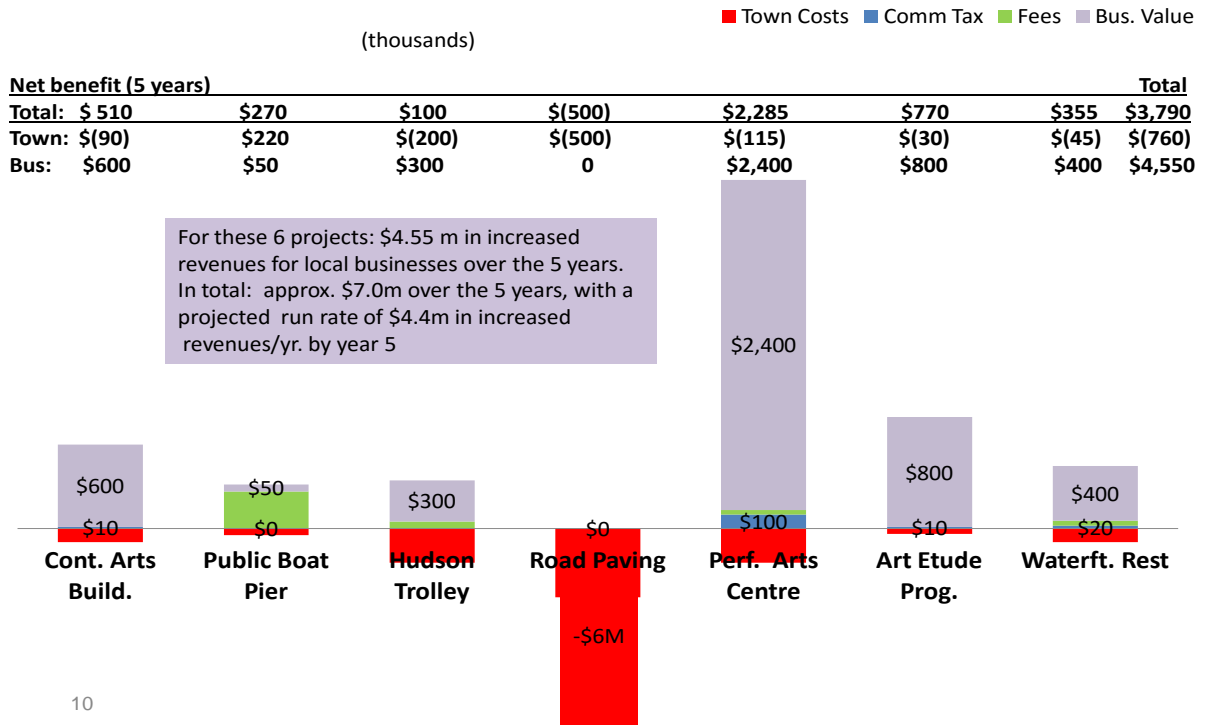 Town Costs Comm Tax Fees Bus. Value
(thousands)
Net benefit (5 years) Total
Total: $ 510 $270 $100 $(500) $2,285 $770 $355 $3,790
Town: $(90) $220 $(200) $(500) $(115) $(30) $(45) $(760)
Bus: $600 $50 $300 0 $2,400 $800 $400 $4,550
For these 6 projects: $4.55 m in increased
revenues for local businesses over the 5 years.
In total: approx. $7.0m over the 5 years, with a
projected run rate of $4.4m in increased
revenues/yr. by year 5
$2,400
$600 $50 $300 $800 $400
$10 $0 $0 $100 $10 $20
Cont. Arts Public Boat Hudson Road Paving Perf. Arts Art Etude Waterft. Rest
Build. Pier Trolley Centre Prog.
-$6M
10